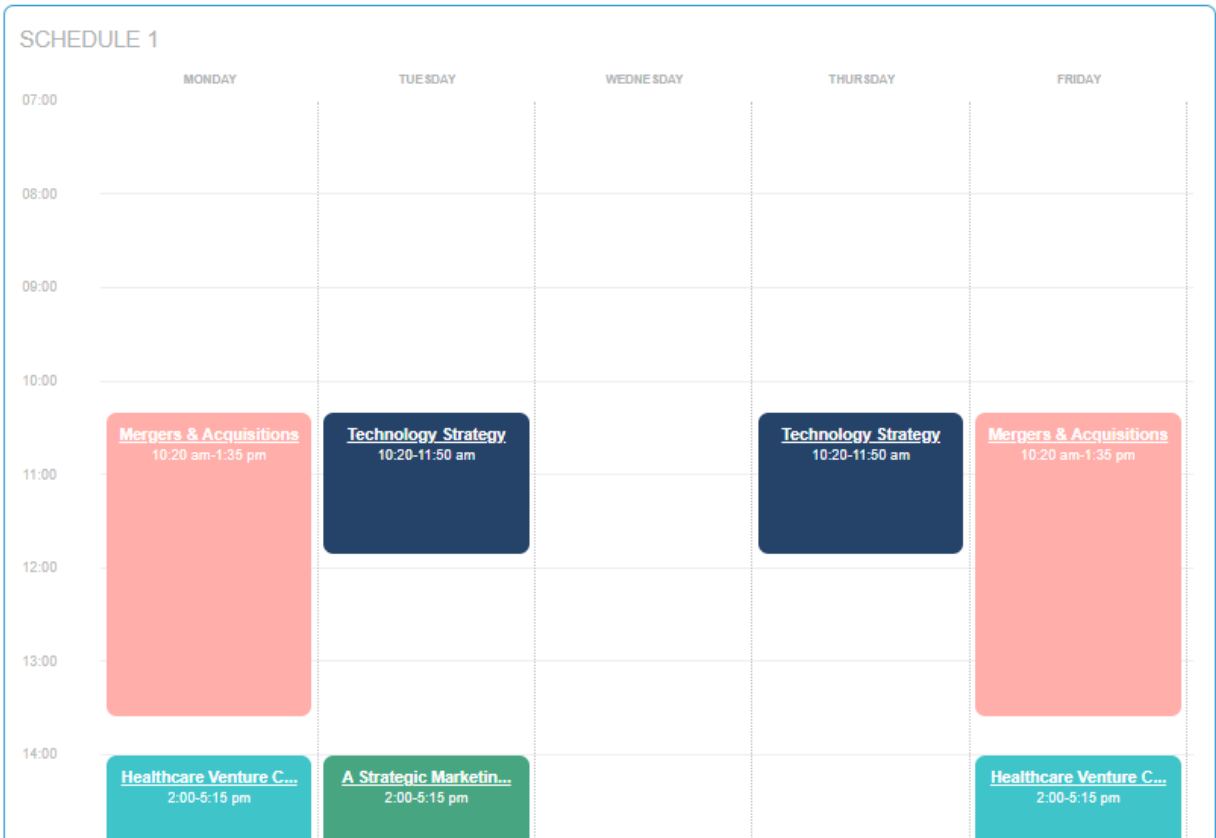 SCHEDULE 1
MONDAY TUESDAY WEDNESDAY THURSDAY FRIDAY
07:00
08:00
09:00
10:00
Mergers & Acquisitions Technology Strategy Technology Strategy Mergers & Acquisitions
10:20 am-1:35 pm 10:20-11:50 am 10:20-11:50 am 10:20 am-1:35 pm
11:00
12:00
13:00
14:00
Healthcare Venture C... A Strategic Marketin... Healthcare Venture C...
2:00-5:15 pm 2:00-5:15 pm 2:00-5:15 pm